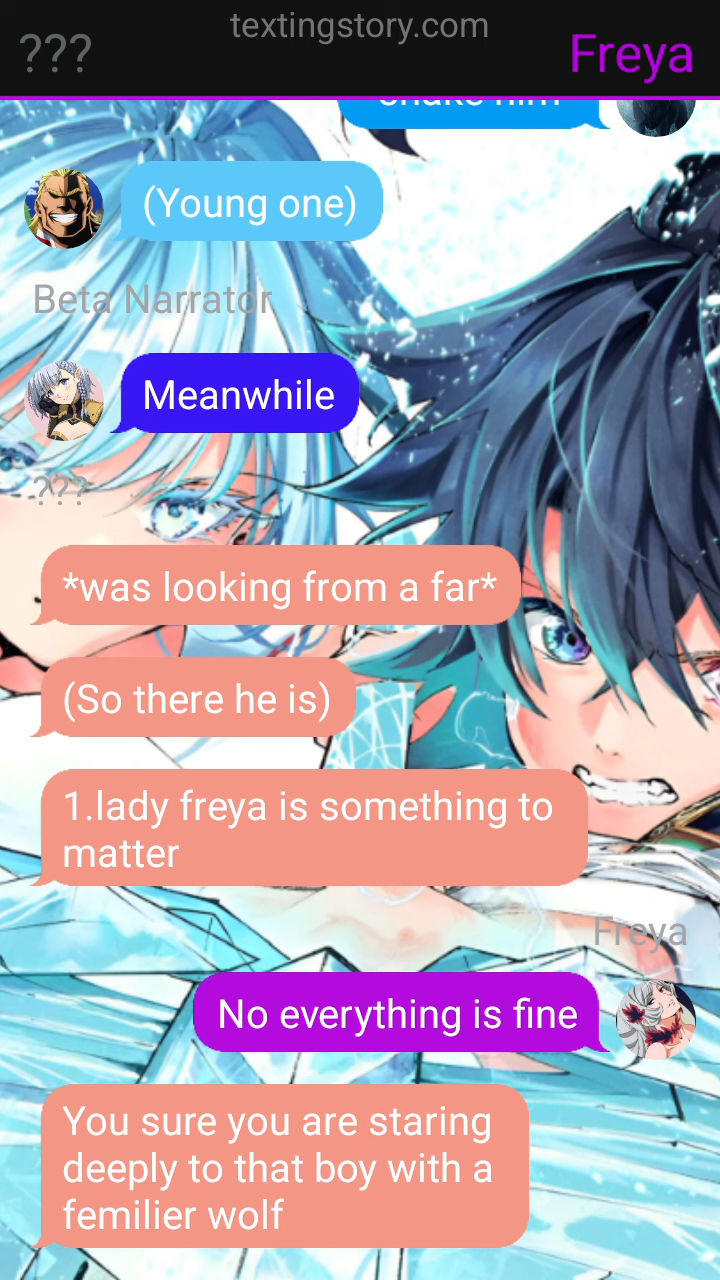 textingstory.com
???
Freya
shake him
(Young one)
Beta Narrator
Meanwhile
???
*was looking from a far*
(So there he is)
1.lady freya is something to
matter
Freya
No everything is fine
You sure you are staring
deeply to that boy with a
femilier wolf